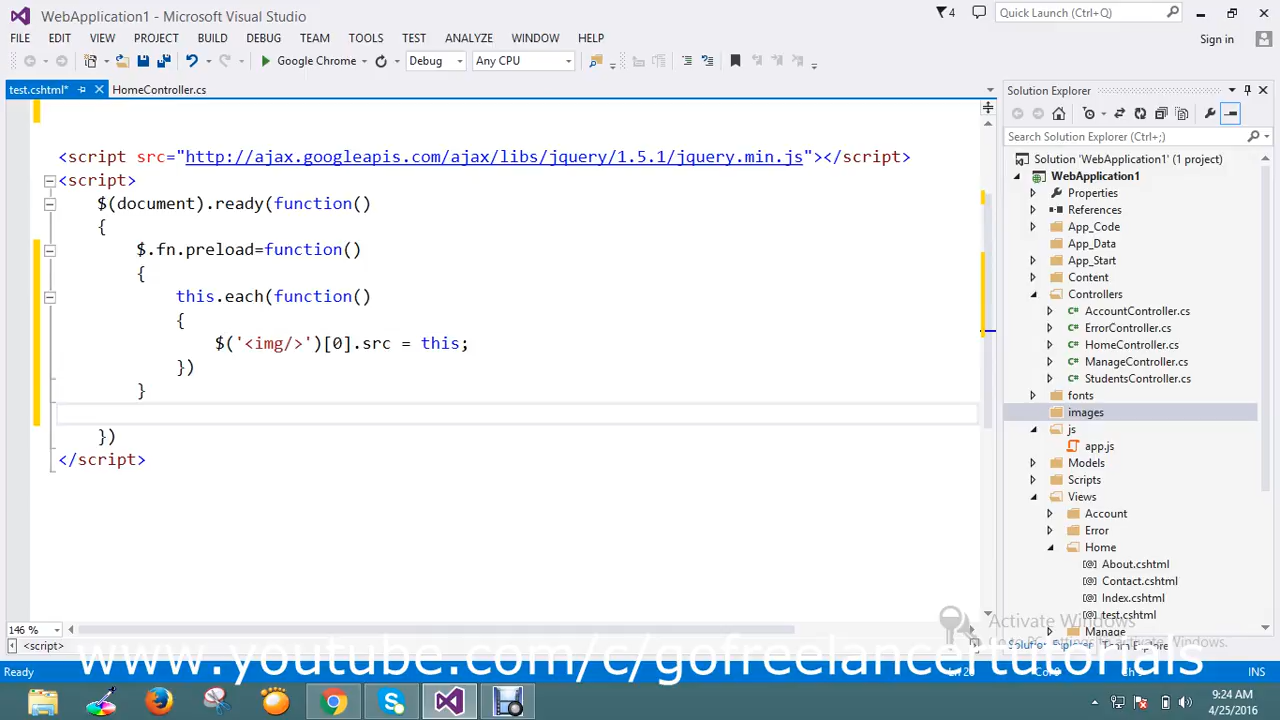 WebApplication1 - Microsoft Visual Studio
4
Quick Launch (Ctrl+Q)
FILE EDIT VIEW PROJECT BUILD DEBUG TEAM TOOLS TEST ANALYZE WINDOW HELP
Sign in
Google Chrome
Debug
Any CPU
test.cshtml*
HomeController.cs
<script src="http://ajax.googleapis.com/ajax/libs/jquery/1.5.1/jquery.min.js"></script>
<script>
$(document).ready(function()
{
$.fn.preload=function()
{
this.each(function()
{
$('<img/>')[0].src = this;
})
}
})
</script>
146 %
<script>
Ready
INS
Solution Explorer
Search Solution Explorer (Ctrl+;)
Solution 'WebApplication1' (1 project)
WebApplication1
Properties
References
App_Code
App_Data
App_Start
Content
Controllers
AccountController.cs
ErrorController.cs
HomeController.cs
ManageController.cs
StudentsController.cs
fonts
images
js
app.js
Models
Scripts
Views
Account
Error
Home
About.cshtml
Contact.cshtml
Index.cshtml
test.cshtml
Manage
Activate Windows
www.youtube.com/c/gofreelancertutorials
9:24 AM
4/25/2016